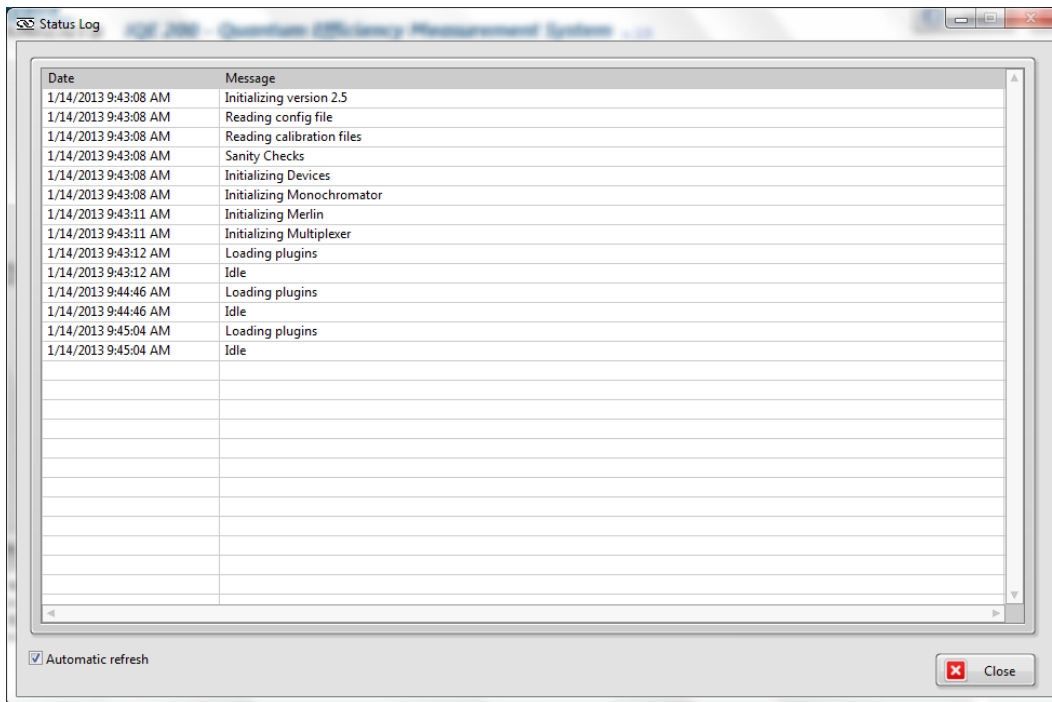 Status Log
IQE 200 - Quantum Efficiency Measurement System
Date Message
1/14/2013 9:43:08 AM Initializing version 2.5
1/14/2013 9:43:08 AM Reading config file
1/14/2013 9:43:08 AM Reading calibration files
1/14/2013 9:43:08 AM Sanity Checks
1/14/2013 9:43:08 AM Initializing Devices
1/14/2013 9:43:08 AM Initializing Monochromator
1/14/2013 9:43:11 AM Initializing Merlin
1/14/2013 9:43:11 AM Initializing Multiplexer
1/14/2013 9:43:12 AM Loading plugins
1/14/2013 9:43:12 AM Idle
1/14/2013 9:44:46 AM Loading plugins
1/14/2013 9:44:46 AM Idle
1/14/2013 9:45:04 AM Loading plugins
1/14/2013 9:45:04 AM Idle
Automatic refresh
Close